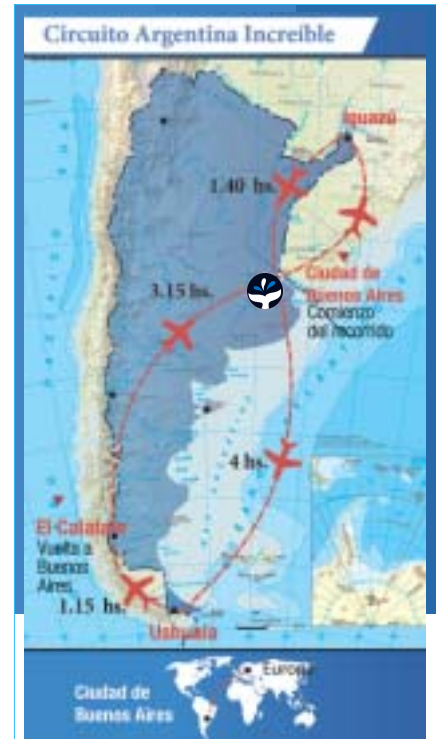 Circuito Argentina Increíble
Iguazú
1.40 hs.
Ciudad de
Buenos Aires
Comienzo
del recorrido
3.15 hs.
4 hs.
El Calafate
Vuelta a
Buenos
Aires.
1.15 hs.
Ushuaia
Europa
Ciudad de
Buenos Aires